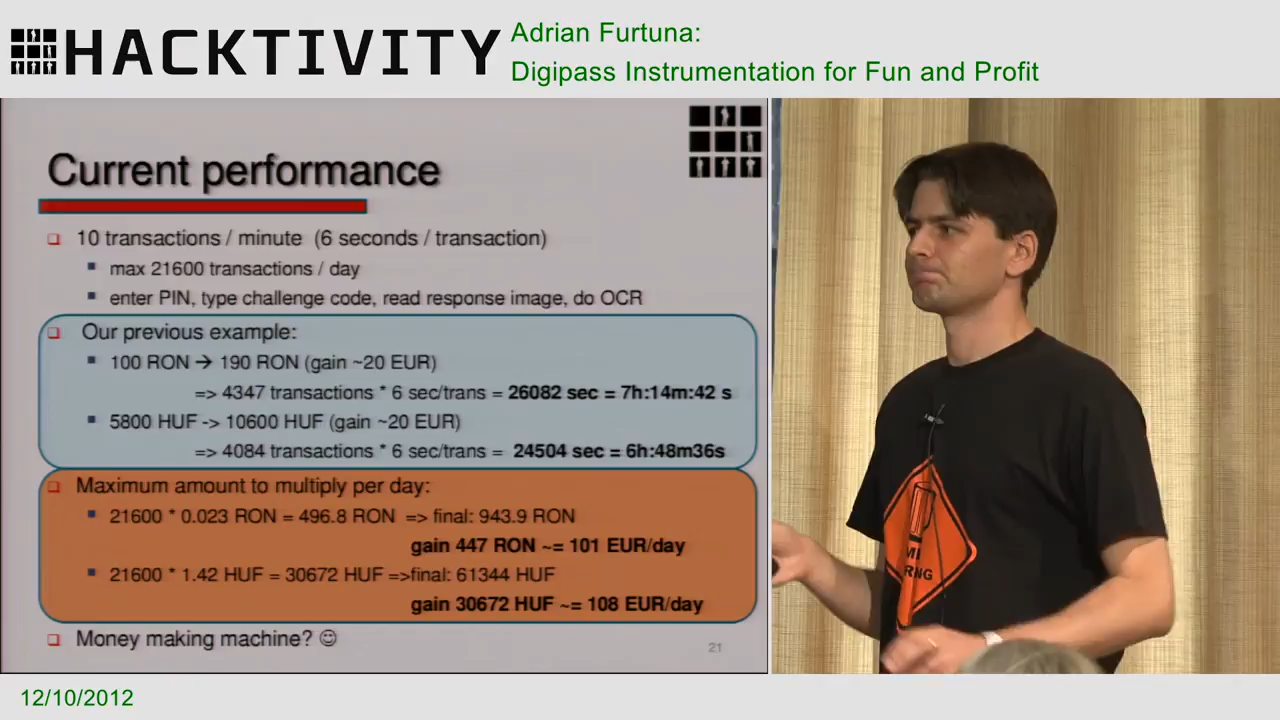 HACKTIVITY
Adrian Furtuna:
Digipass Instrumentation for Fun and Profit
Current performance
10 transactions / minute (6 seconds / transaction)
max 21600 transactions / day
enter PIN, type challenge code, read response image, do OCR
Our previous example:
100 RON → 190 RON (gain ~20 EUR)
=> 4347 transactions * 6 sec/trans = 26082 sec = 7h:14m:42 s
5800 HUF -> 10600 HUF (gain ~20 EUR)
=> 4084 transactions * 6 sec/trans = 24504 sec = 6h:48m36s
Maximum amount to multiply per day:
21600 * 0.023 RON = 496.8 RON => final: 943.9 RON
gain 447 RON ~= 101 EUR/day
21600 * 1.42 HUF = 30672 HUF =>final: 61344 HUF
gain 30672 HUF ~= 108 EUR/day
Money making machine? ☺
21
12/10/2012